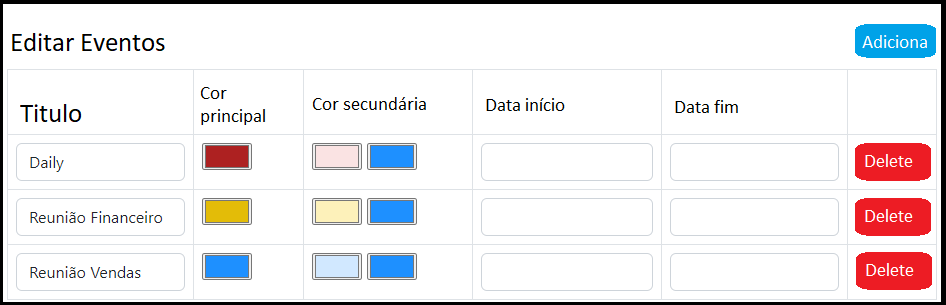 Editar Eventos
Adiciona
Titulo
Cor
principal
Cor secundária
Data início
Data fim
Daily
Delete
Reunião Financeiro
Delete
Reunião Vendas
Delete